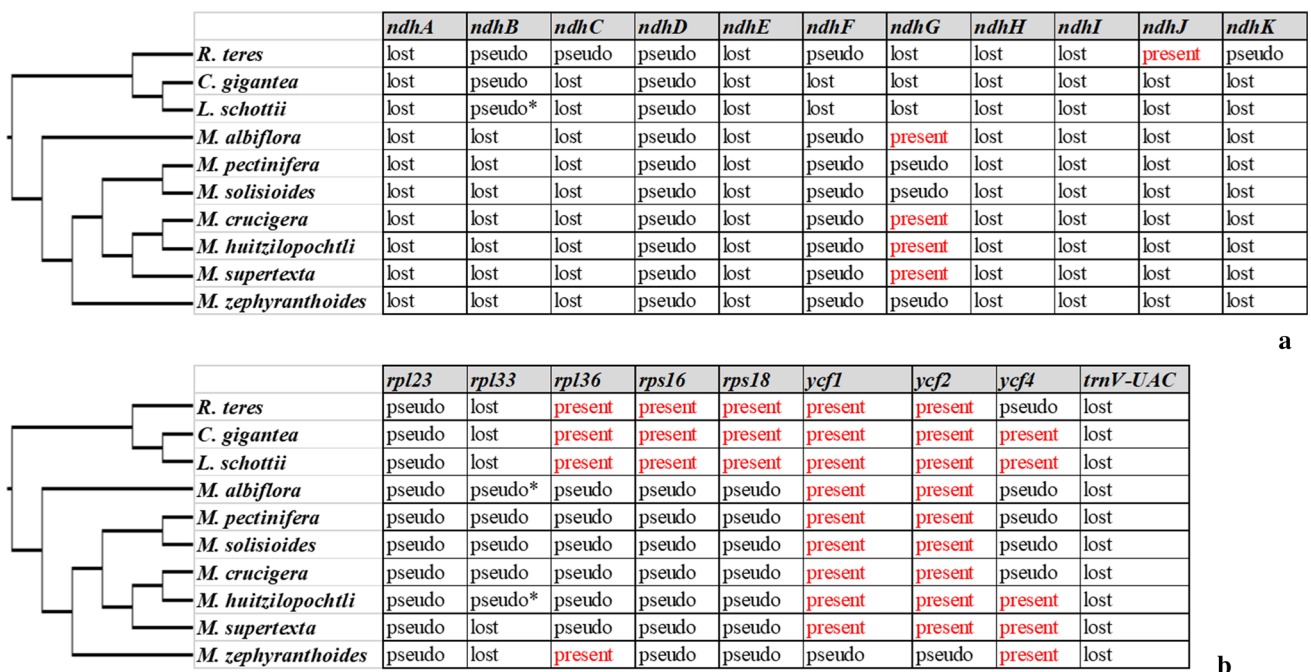 ndhA ndhB ndhC ndhD ndhE ndhF ndhG ndhH ndhI ndhJ ndhK
R. teres lost pseudo pseudo pseudo lost pseudo lost lost lost present pseudo
C. gigantea lost pseudo lost pseudo lost lost lost lost lost lost lost
L. schottii lost pseudo* lost pseudo lost lost lost lost lost lost lost
M. albiflora lost lost lost pseudo lost pseudo present lost lost lost lost
M. pectinifera lost lost lost pseudo lost pseudo pseudo lost lost lost lost
M. solisioides lost lost lost pseudo lost pseudo pseudo lost lost lost lost
M. crucigera lost lost lost pseudo lost pseudo present lost lost lost lost
M. huitzilopochtli lost lost lost pseudo lost pseudo present lost lost lost lost
M. supertexta lost lost lost pseudo lost pseudo present lost lost lost lost
M. zephyranthoides lost lost lost pseudo lost pseudo pseudo lost lost lost lost
a
rpl23 rpl33 rpl36 rps16 rps18 ycf1 ycf2 ycf4 trnV-UAC
R. teres pseudo lost present present present present present pseudo lost
C. gigantea pseudo lost present present present present present present lost
L. schottii pseudo lost present present present present present present lost
M. albiflora pseudo pseudo* pseudo pseudo pseudo present present pseudo lost
M. pectinifera pseudo pseudo pseudo pseudo pseudo present present pseudo lost
M. solisioides pseudo pseudo pseudo pseudo pseudo present present pseudo lost
M. crucigera pseudo pseudo pseudo pseudo pseudo present present pseudo lost
M. huitzilopochtli pseudo pseudo* pseudo pseudo pseudo present present present lost
M. supertexta pseudo lost pseudo pseudo pseudo present present present lost
M. zephyranthoides pseudo lost present pseudo pseudo pseudo pseudo present lost
b